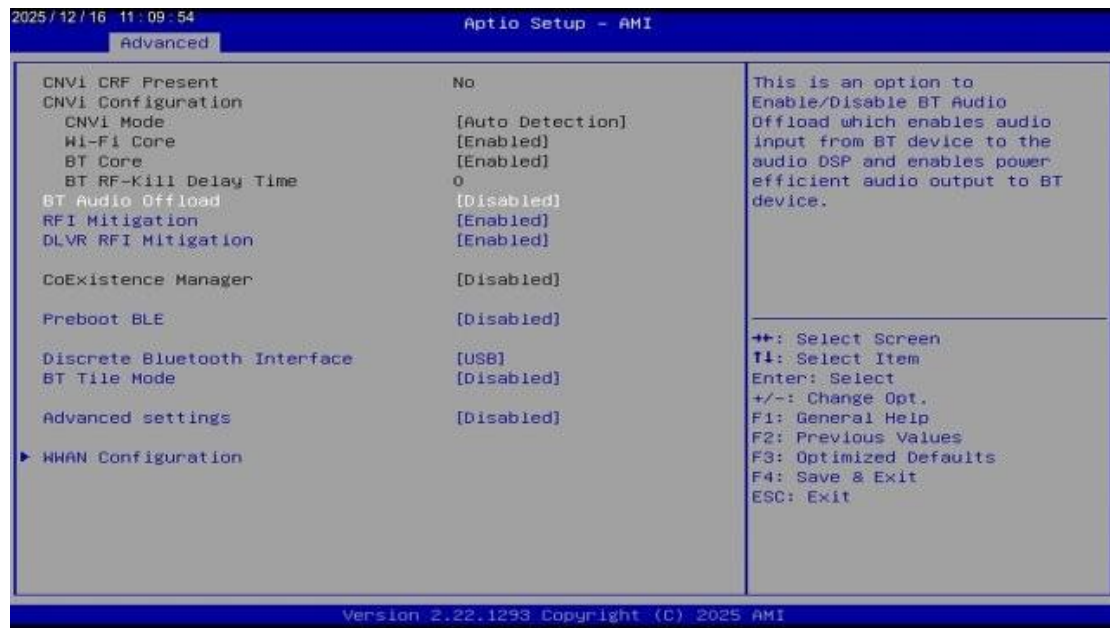 2025/12/16 11:09:54
Aptio Setup - AMI
Advanced
CNVi CRF Present No
CNVi Configuration
CNVi Mode [Auto Detection]
Wi-Fi Core [Enabled]
BT Core [Enabled]
BT RF-Kill Delay Time 0
BT Audio Offload [Disabled]
RFI Mitigation [Enabled]
DLVR RFI Mitigation [Enabled]
CoExistence Manager [Disabled]
Preboot BLE [Disabled]
Discrete Bluetooth Interface [USB]
BT Tile Mode [Disabled]
Advanced settings [Disabled]
▶ WWAN Configuration
This is an option to
Enable/Disable BT Audio
Offload which enables audio
input from BT device to the
audio DSP and enables power
efficient audio output to BT
device.
→←: Select Screen
↑↓: Select Item
Enter: Select
+/-: Change Opt.
F1: General Help
F2: Previous Values
F3: Optimized Defaults
F4: Save & Exit
ESC: Exit
Version 2.22.1293 Copyright (C) 2025 AMI